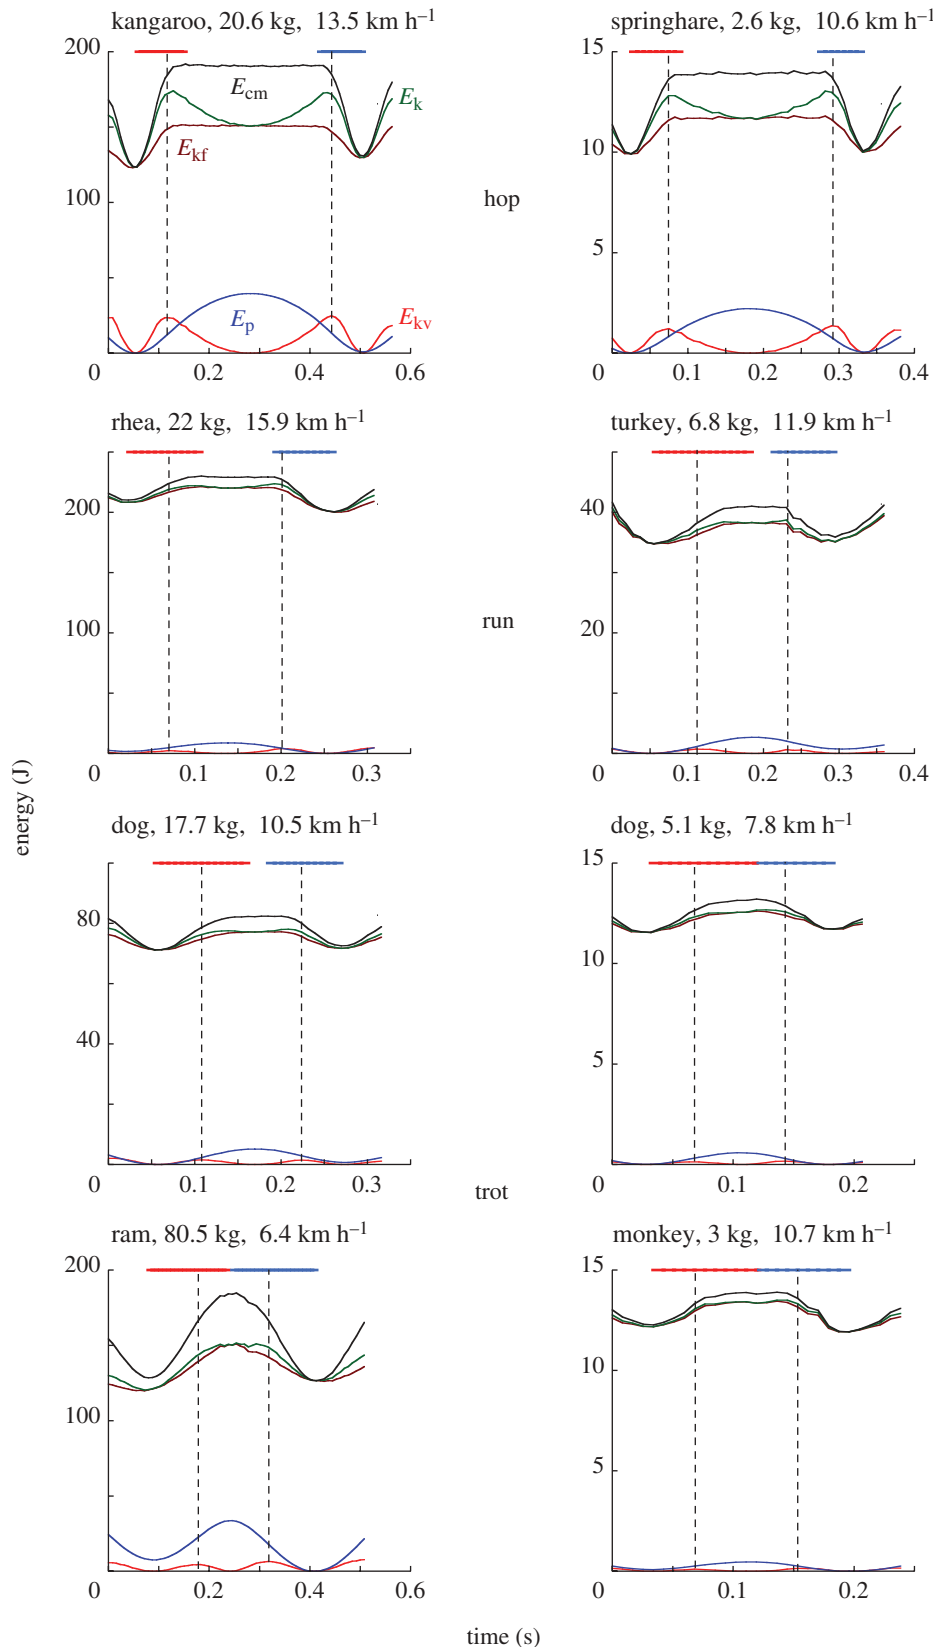 kangaroo, 20.6 kg, 13.5 km h⁻¹
200
100
0
0.2
0.4
0.6
E_cm
E_k
E_kf
E_p
E_kv
hop
springhare, 2.6 kg, 10.6 km h⁻¹
15
10
5
0
0.1
0.2
0.3
0.4
rhea, 22 kg, 15.9 km h⁻¹
200
100
0
0.1
0.2
0.3
run
turkey, 6.8 kg, 11.9 km h⁻¹
40
20
0
0.1
0.2
0.3
0.4
energy (J)
dog, 17.7 kg, 10.5 km h⁻¹
80
40
0
0.1
0.2
0.3
trot
dog, 5.1 kg, 7.8 km h⁻¹
15
10
5
0
0.1
0.2
ram, 80.5 kg, 6.4 km h⁻¹
200
100
0
0.2
0.4
0.6
monkey, 3 kg, 10.7 km h⁻¹
15
10
5
0
0.1
0.2
time (s)